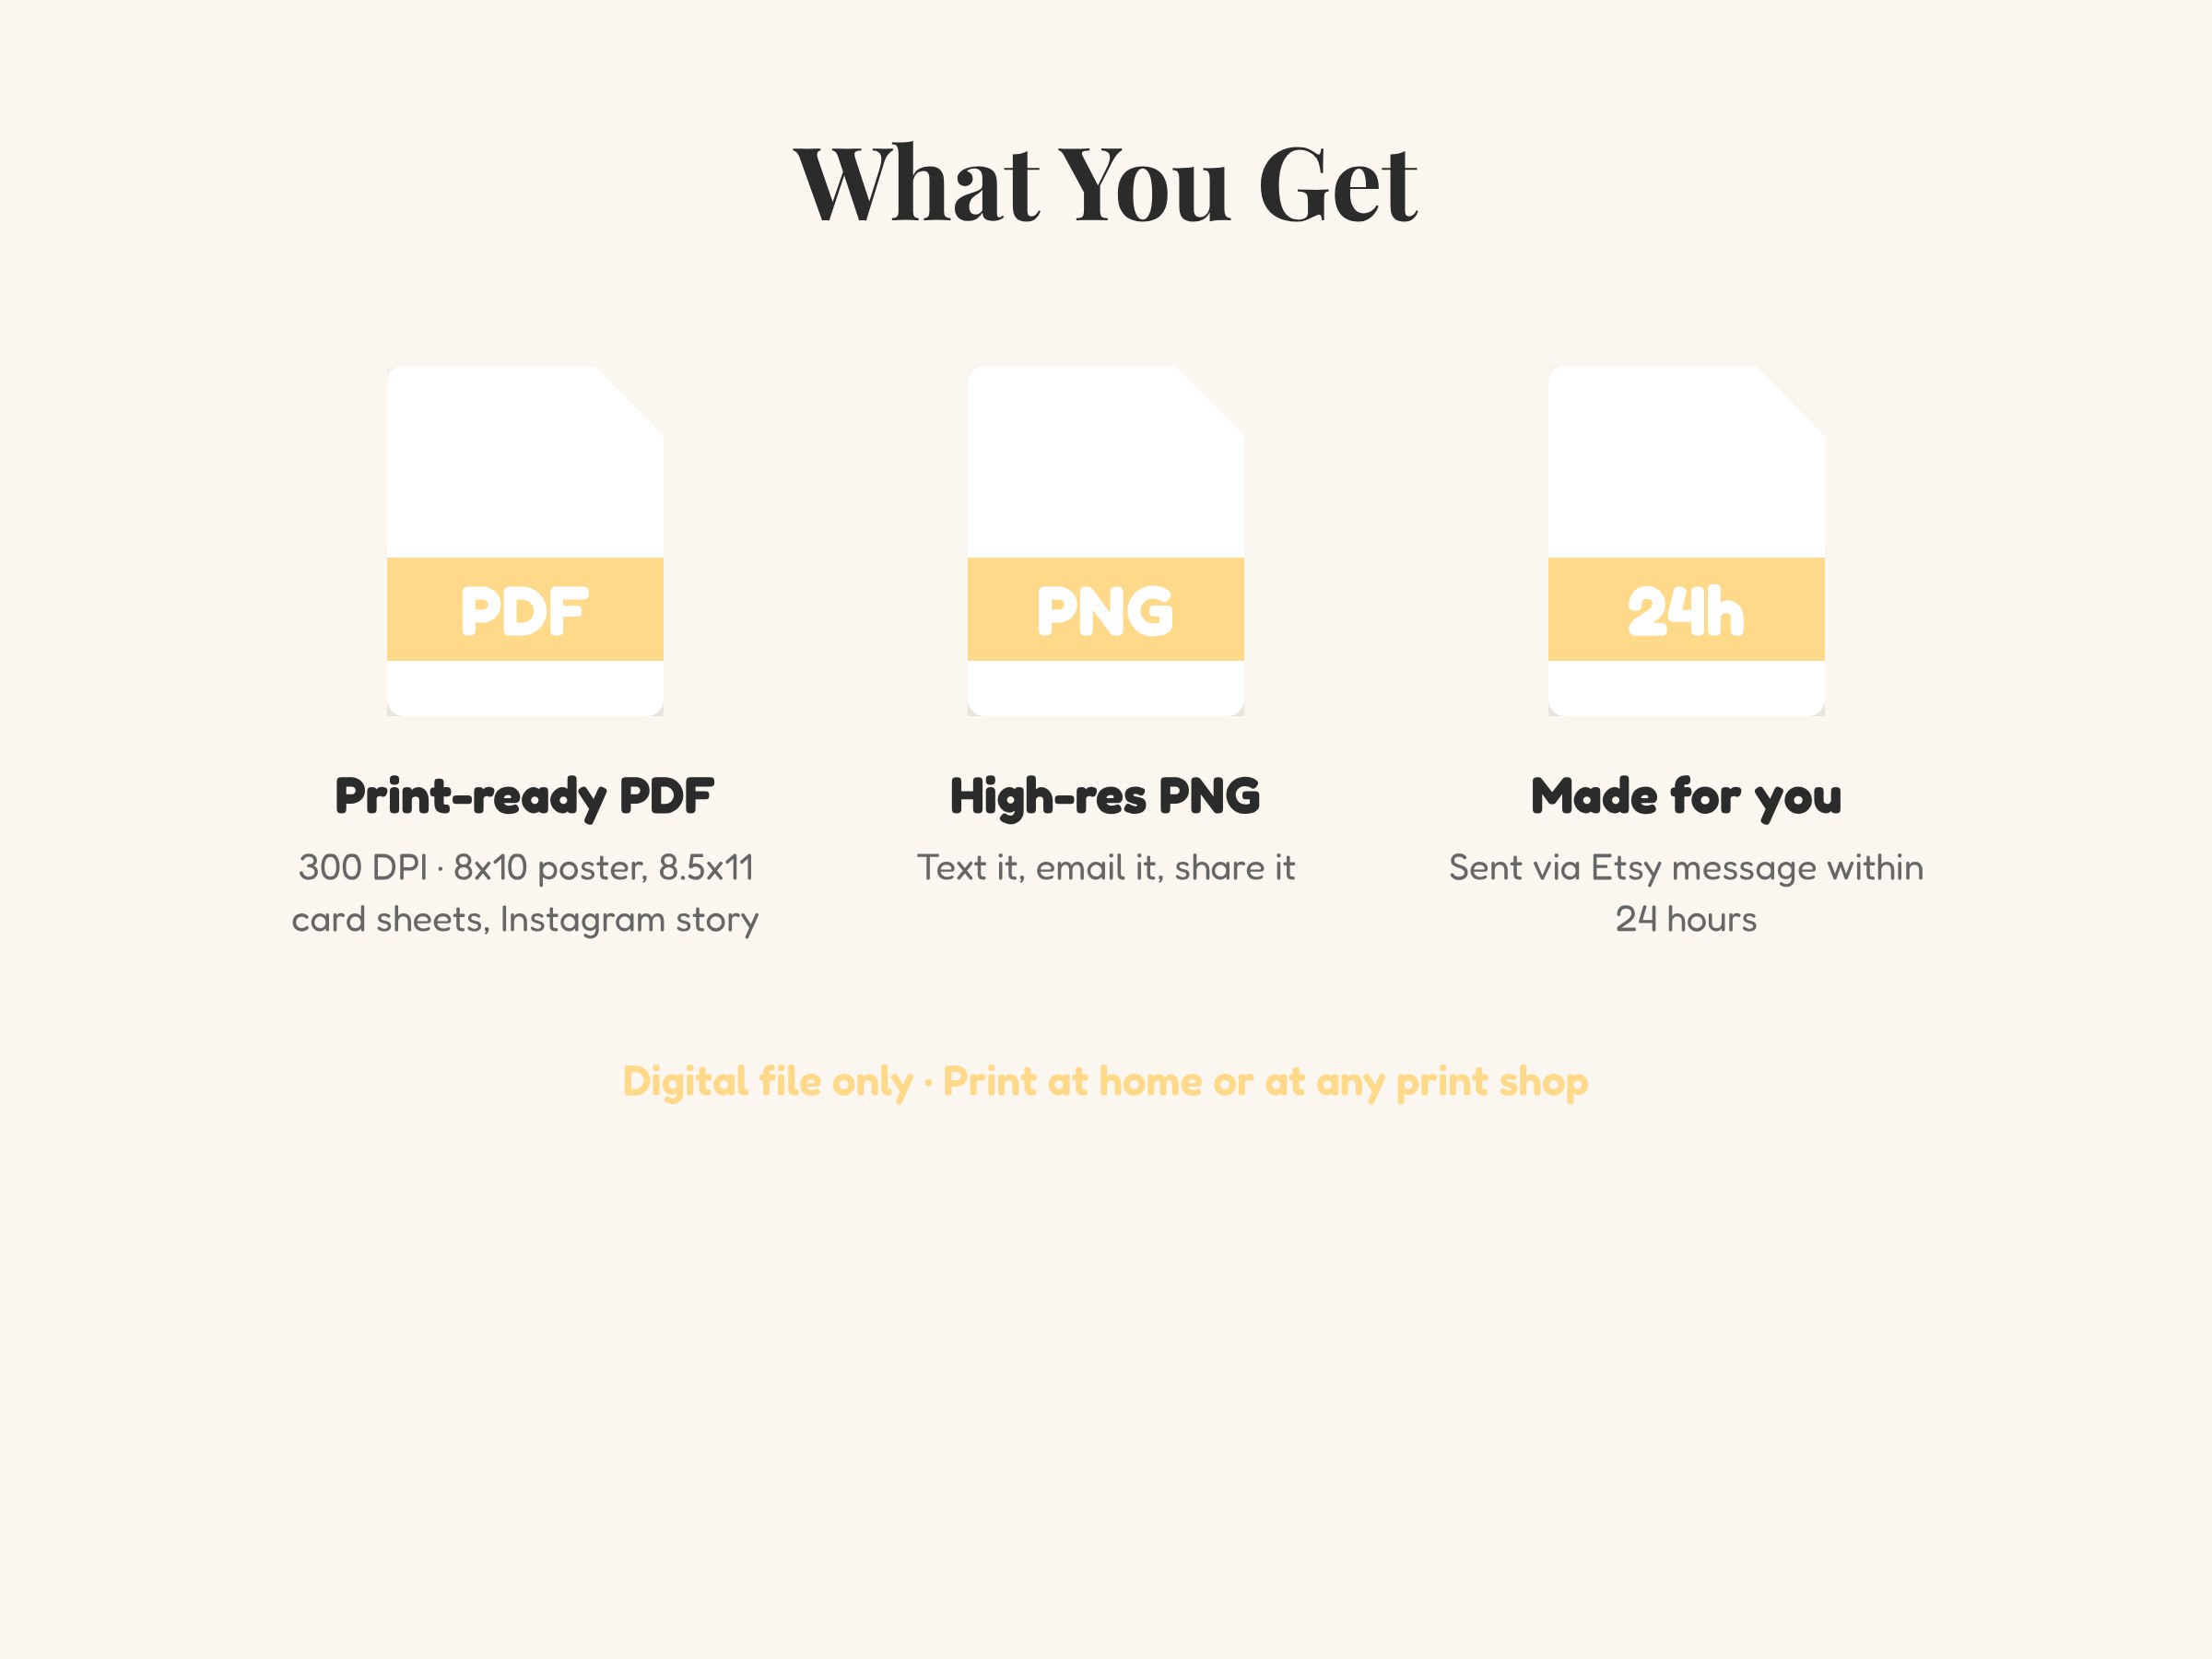 What You Get
PDF
PNG
24h
Print-ready PDF
300 DPI · 8x10 poster, 8.5x11
card sheets, Instagram story
High-res PNG
Text it, email it, share it
Made for you
Sent via Etsy message within
24 hours
Digital file only · Print at home or at any print shop